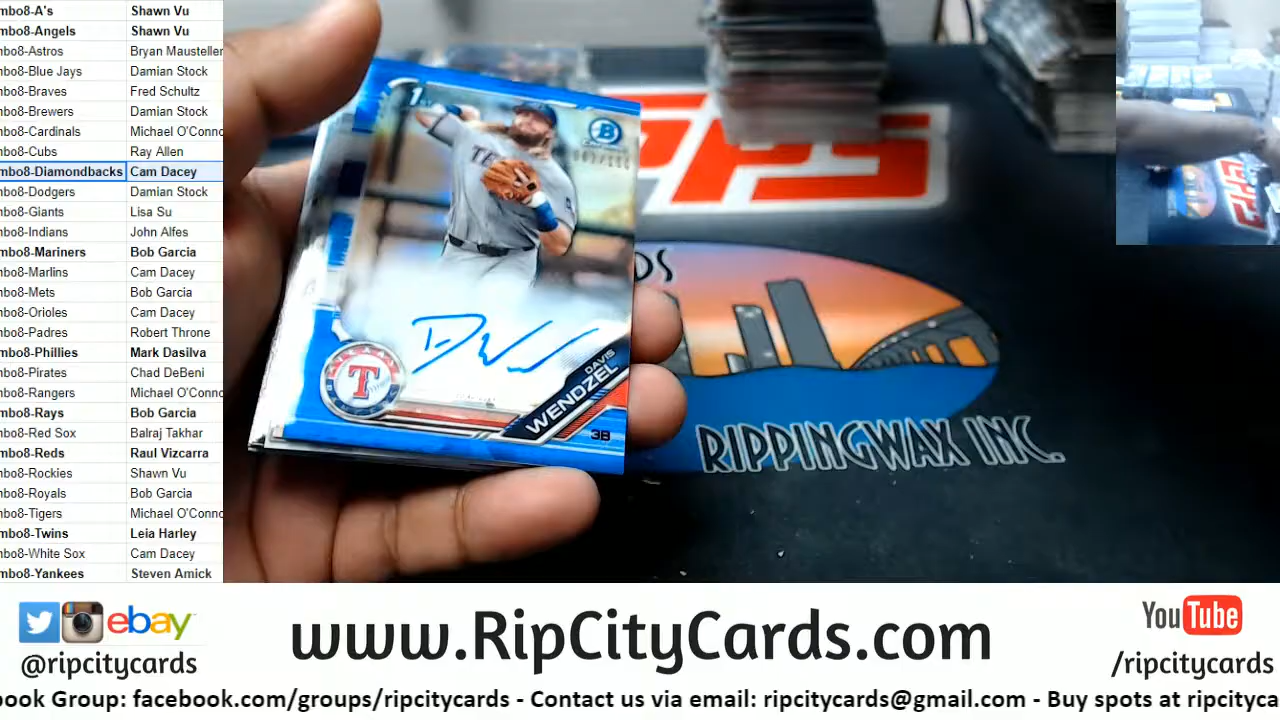 mbo8-A's Shawn Vu
mbo8-Angels Shawn Vu
mbo8-Astros Bryan Mausteller
mbo8-Blue Jays Damian Stock
mbo8-Braves Fred Schultz
mbo8-Brewers Damian Stock
mbo8-Cardinals Michael O'Conno
mbo8-Cubs Ray Allen
mbo8-Diamondbacks Cam Dacey
mbo8-Dodgers Damian Stock
mbo8-Giants Lisa Su
mbo8-Indians John Alfes
mbo8-Mariners Bob Garcia
mbo8-Marlins Cam Dacey
mbo8-Mets Bob Garcia
mbo8-Orioles Cam Dacey
mbo8-Padres Robert Throne
mbo8-Phillies Mark Dasilva
mbo8-Pirates Chad DeBeni
mbo8-Rangers Michael O'Conno
mbo8-Rays Bob Garcia
mbo8-Red Sox Balraj Takhar
mbo8-Reds Raul Vizcarra
mbo8-Rockies Shawn Vu
mbo8-Royals Bob Garcia
mbo8-Tigers Michael O'Conno
mbo8-Twins Leia Harley
mbo8-White Sox Cam Dacey
mbo8-Yankees Steven Amick
1st
B
T
DAVIS
WENDZEL
3B
PPS
DS
RIPPINGWAX INC.
ebay
@ripcitycards
www.RipCityCards.com
YouTube
/ripcitycards
book Group: facebook.com/groups/ripcitycards - Contact us via email: ripcitycards@gmail.com - Buy spots at ripcityca